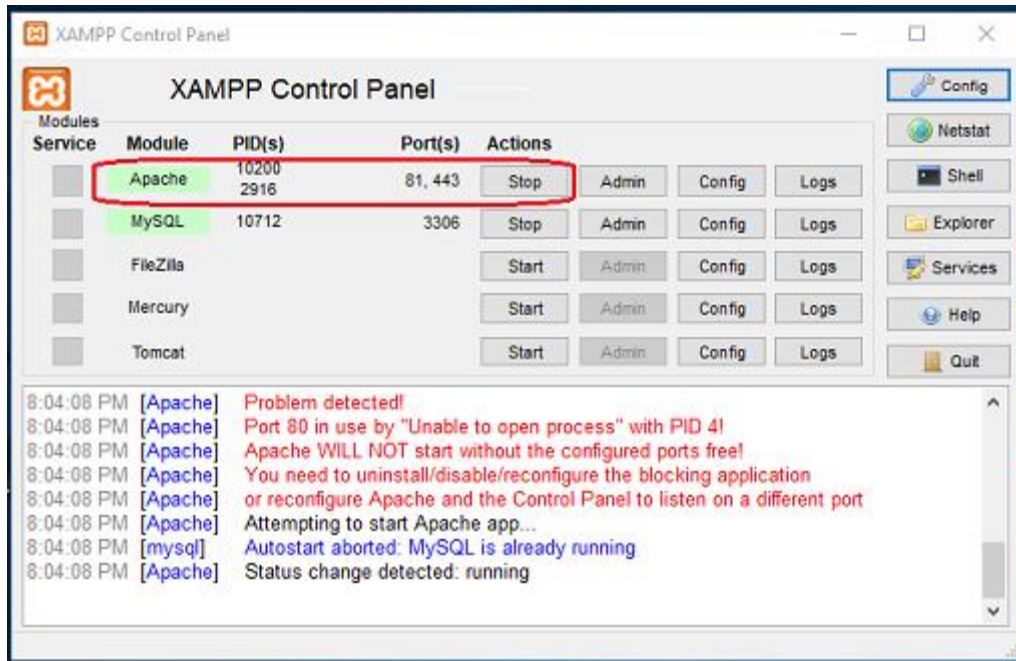 XAMPP Control Panel
XAMPP Control Panel
Config
Modules
Netstat
Service Module PID(s) Port(s) Actions
Apache 10200 2916 81, 443 Stop Admin Config Logs
Shell
MySQL 10712 3306 Stop Admin Config Logs
Explorer
FileZilla Start Admin Config Logs
Services
Mercury Start Admin Config Logs
Help
Tomcat Start Admin Config Logs
Quit
8:04:08 PM [Apache] Problem detected!
8:04:08 PM [Apache] Port 80 in use by "Unable to open process" with PID 4!
8:04:08 PM [Apache] Apache WILL NOT start without the configured ports free!
8:04:08 PM [Apache] You need to uninstall/disable/reconfigure the blocking application
8:04:08 PM [Apache] or reconfigure Apache and the Control Panel to listen on a different port
8:04:08 PM [Apache] Attempting to start Apache app...
8:04:08 PM [mysql] Autostart aborted: MySQL is already running
8:04:08 PM [Apache] Status change detected: running